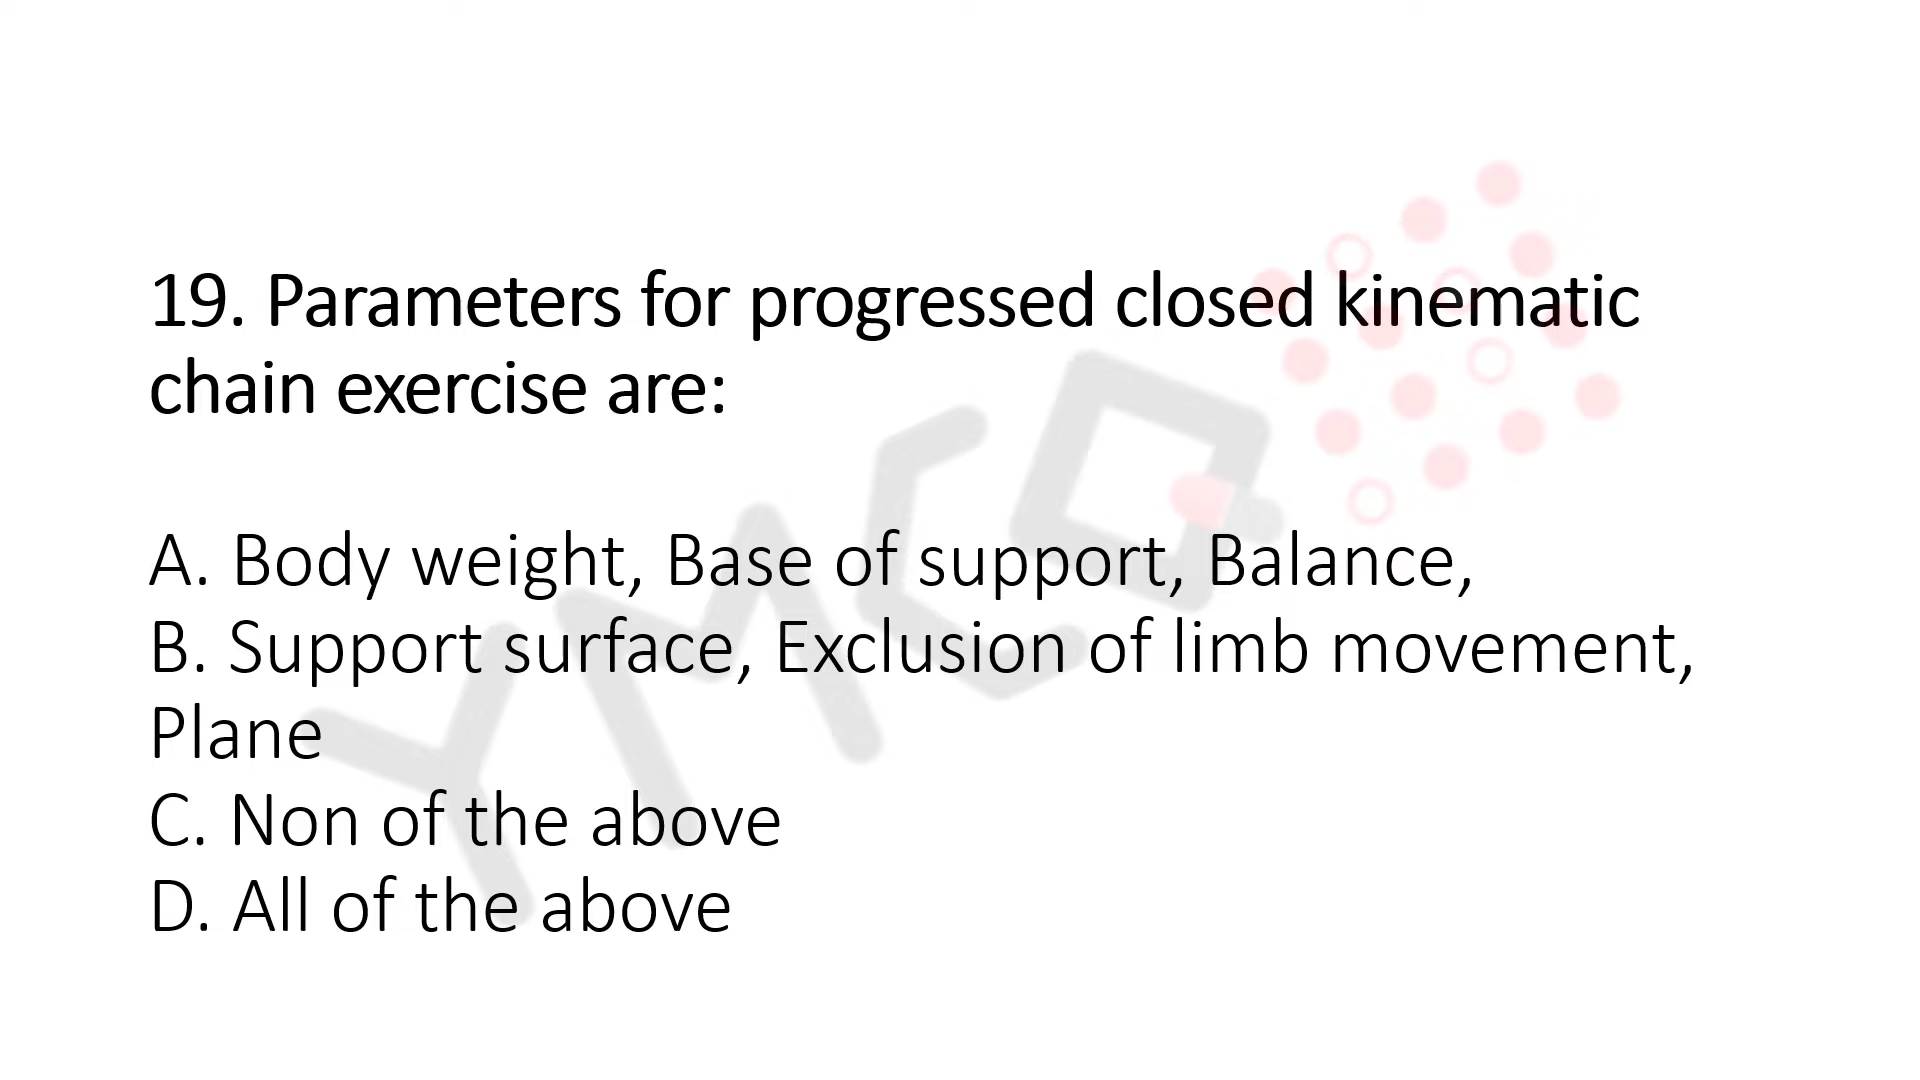 19. Parameters for progressed closed kinematic
chain exercise are:
A. Body weight, Base of support, Balance,
B. Support surface, Exclusion of limb movement,
Plane
C. Non of the above
D. All of the above
YMCQ